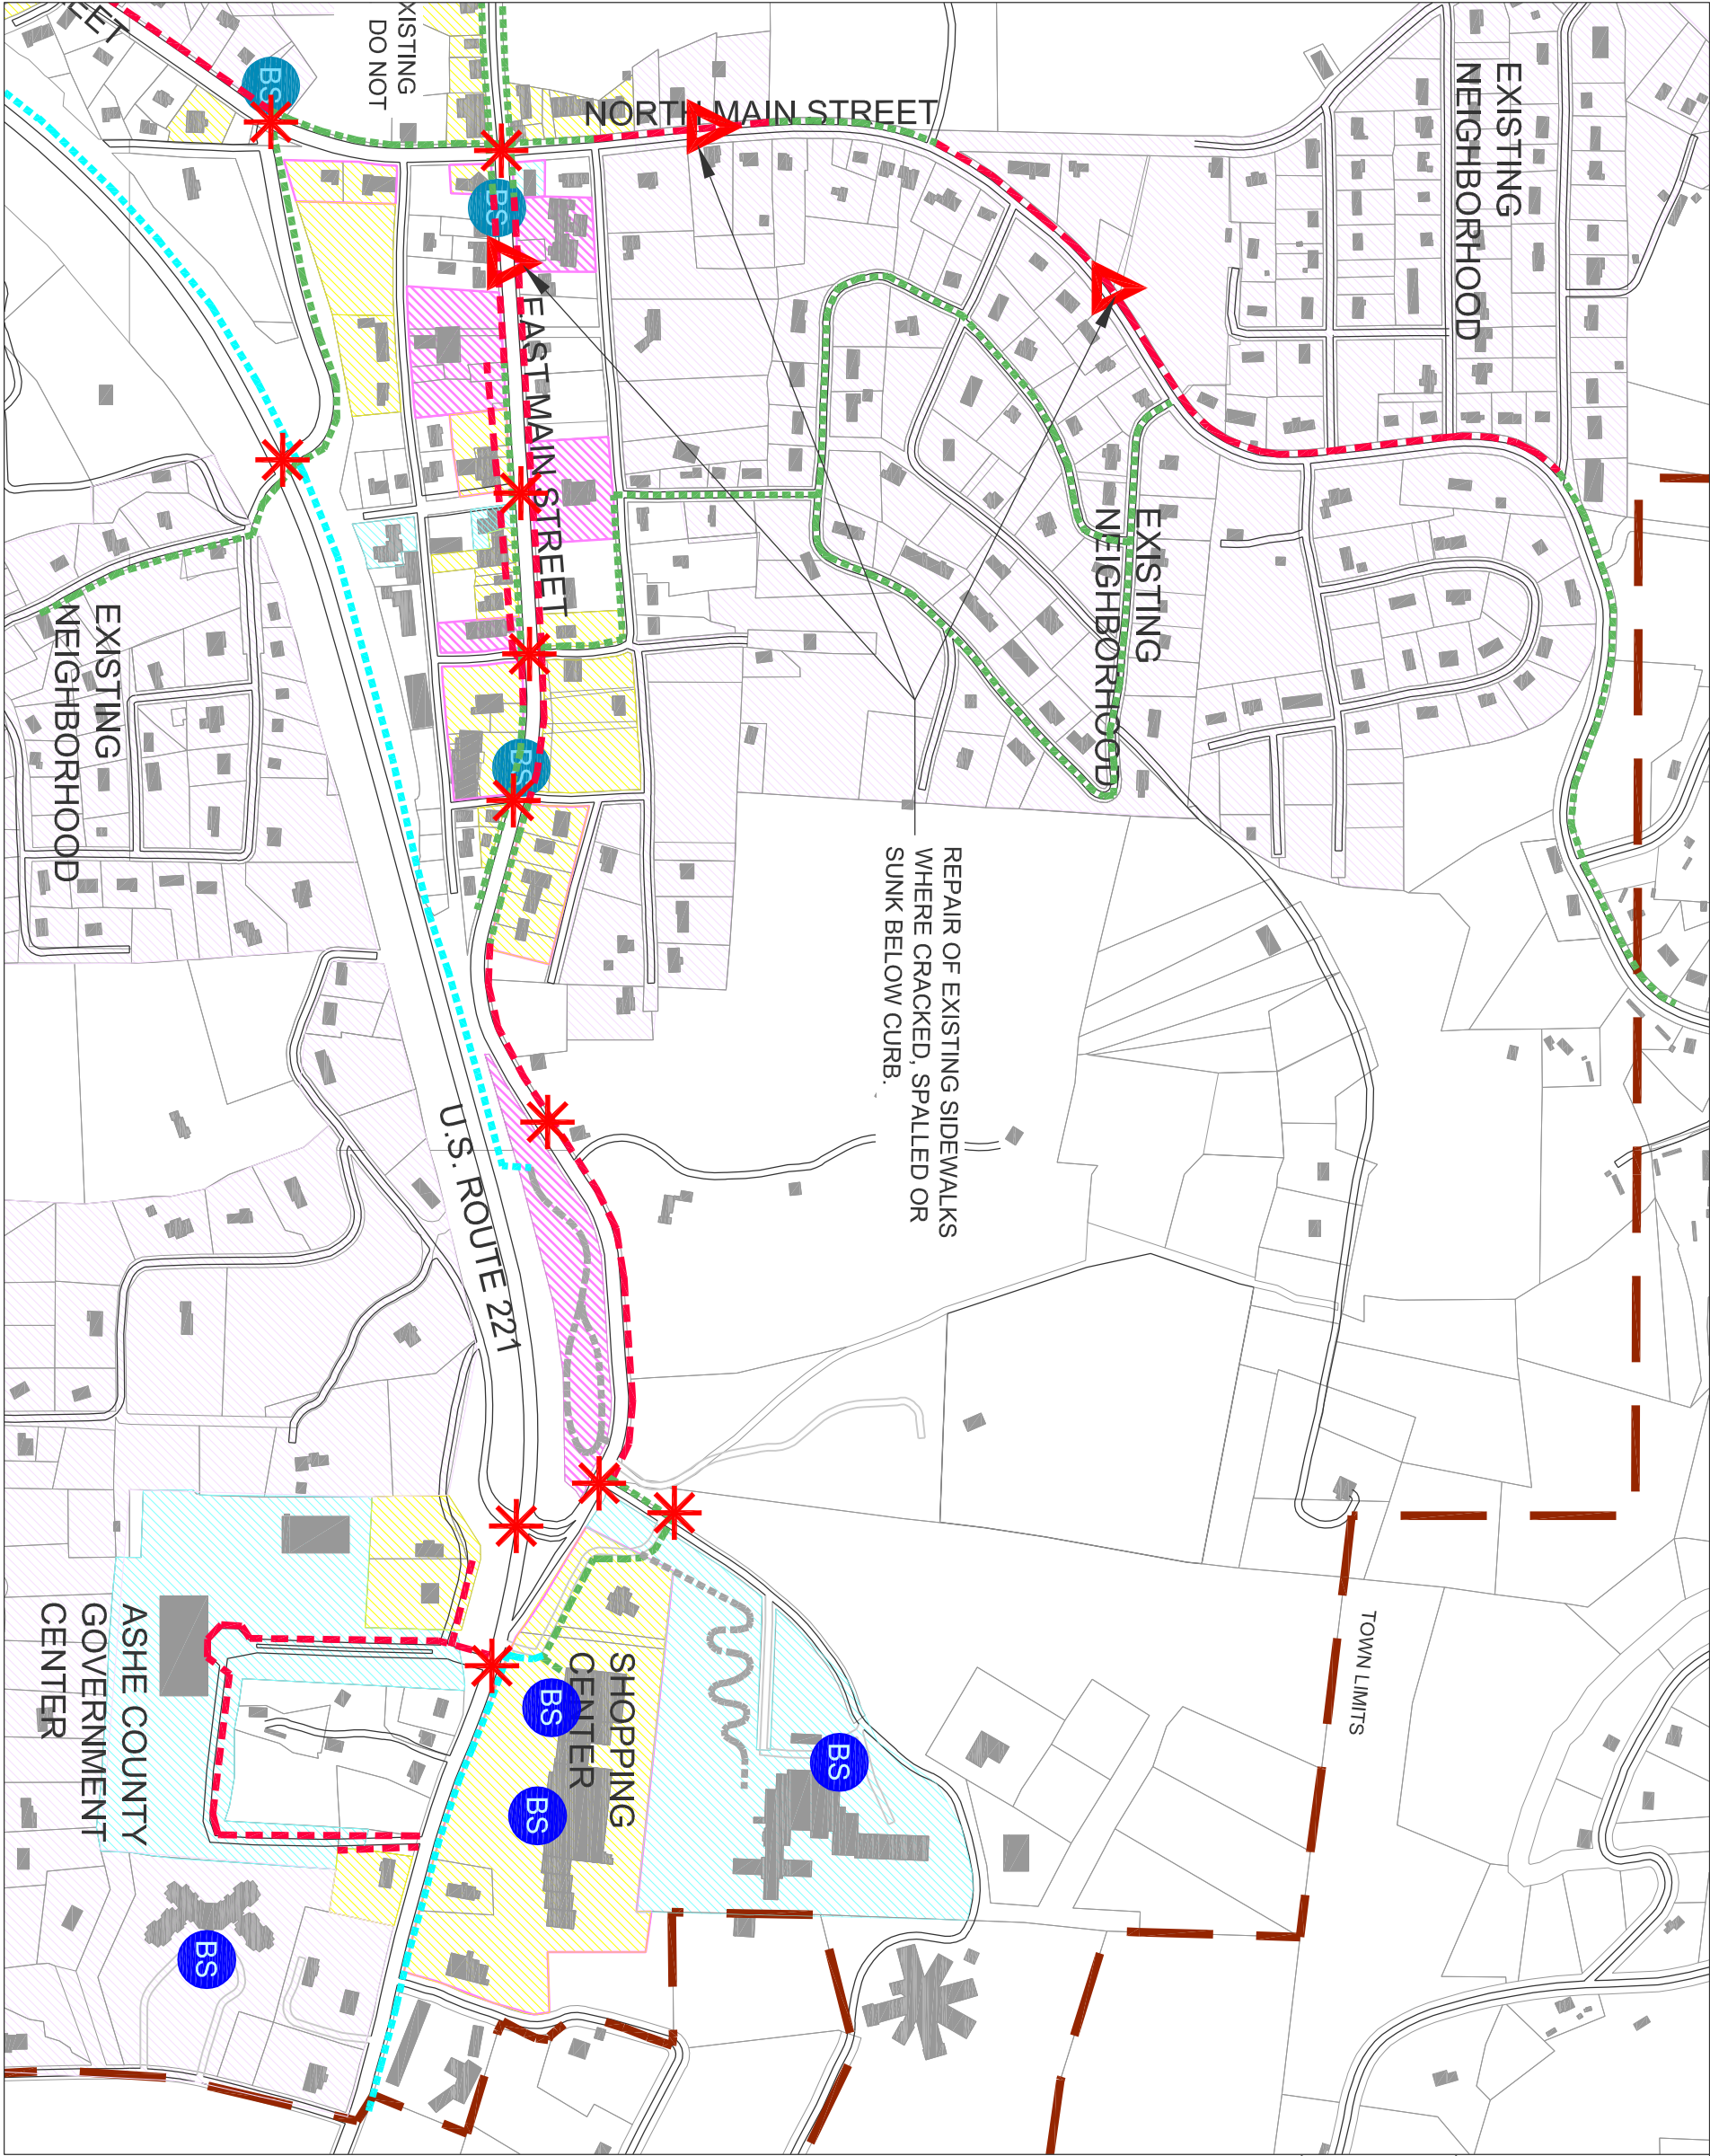 EET
XISTING
DO NOT
BS
NORTH MAIN STREET
EXISTING
NEIGHBORHOOD
BS
EAST MAIN STREET
EXISTING
NEIGHBORHOOD
EXISTING
NEIGHBORHOOD
BS
REPAIR OF EXISTING SIDEWALKS
WHERE CRACKED, SPALLED OR
SUNK BELOW CURB.
U.S. ROUTE 221
TOWN LIMITS
SHOPPING
CENTER
ASHE COUNTY
GOVERNMENT
CENTER
BS
BS
BS
BS